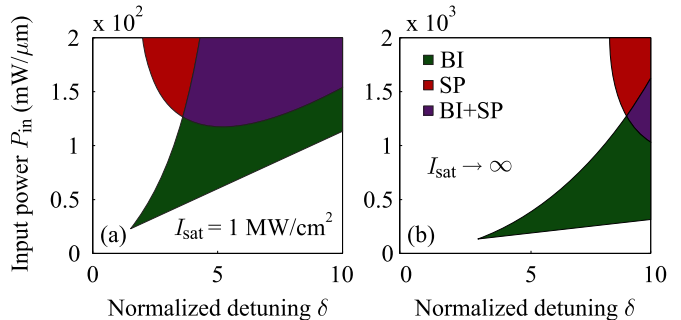 x 10²
x 10³
Input power P_in (mW/μm)
2
1.5
1
0.5
0
(a)
I_sat = 1 MW/cm²
0
5
10
Normalized detuning δ
2
1.5
1
0.5
0
BI
SP
BI+SP
I_sat → ∞
(b)
0
5
10
Normalized detuning δ